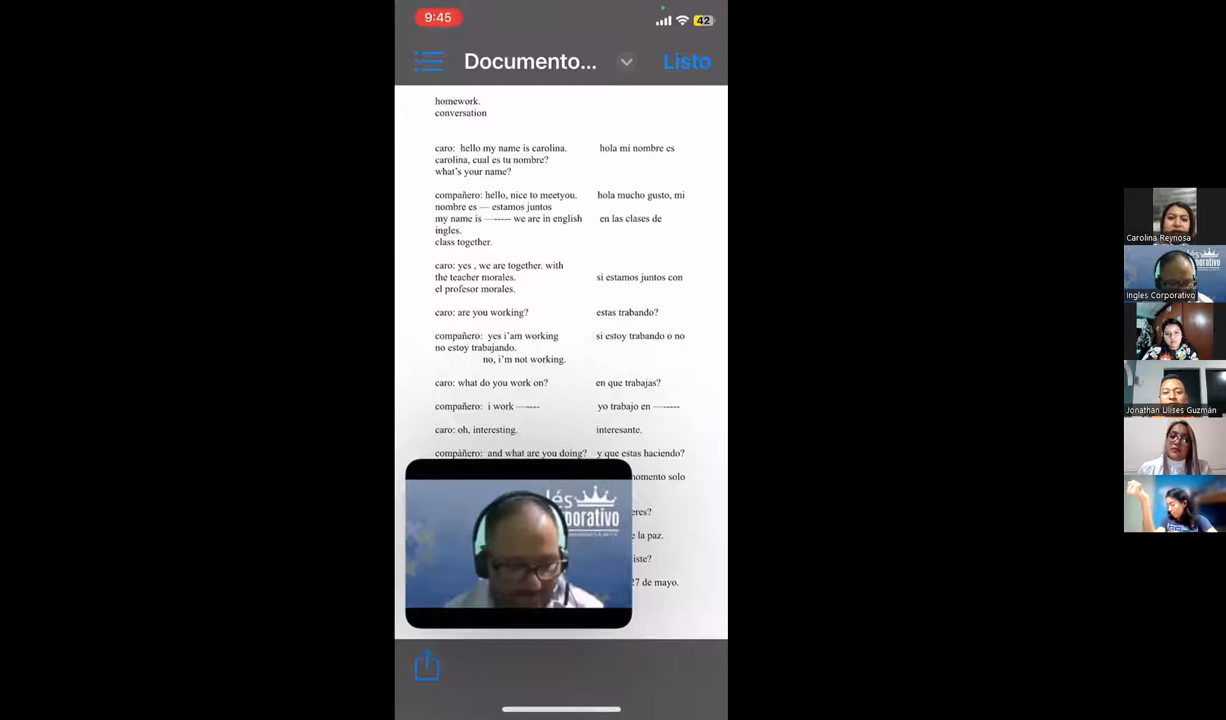 9:45
42
Documento...
Listo
homework.
conversation
caro: hello my name is carolina. hola mi nombre es
carolina, cual es tu nombre?
what's your name?
compañero: hello, nice to meetyou. hola mucho gusto, mi
nombre es — estamos juntos
my name is ------- we are in english en las clases de
ingles.
class together.
caro: yes , we are together. with
the teacher morales. si estamos juntos con
el profesor morales.
caro: are you working? estas trabando?
compañero: yes i'am working si estoy trabando o no
no estoy trabajando.
no, i'm not working.
caro: what do you work on? en que trabajas?
compañero: i work ------ yo trabajo en -------
caro: oh, interesting. interesante.
compáñero: and what are you doing? y que estas haciendo?
omento solo
eres?
e la paz.
iste?
27 de mayo.
lés
orporativo
Carolina Reynosa
és
orporativo
Ingles Corporativo
Jonathan Ulises Guzmán